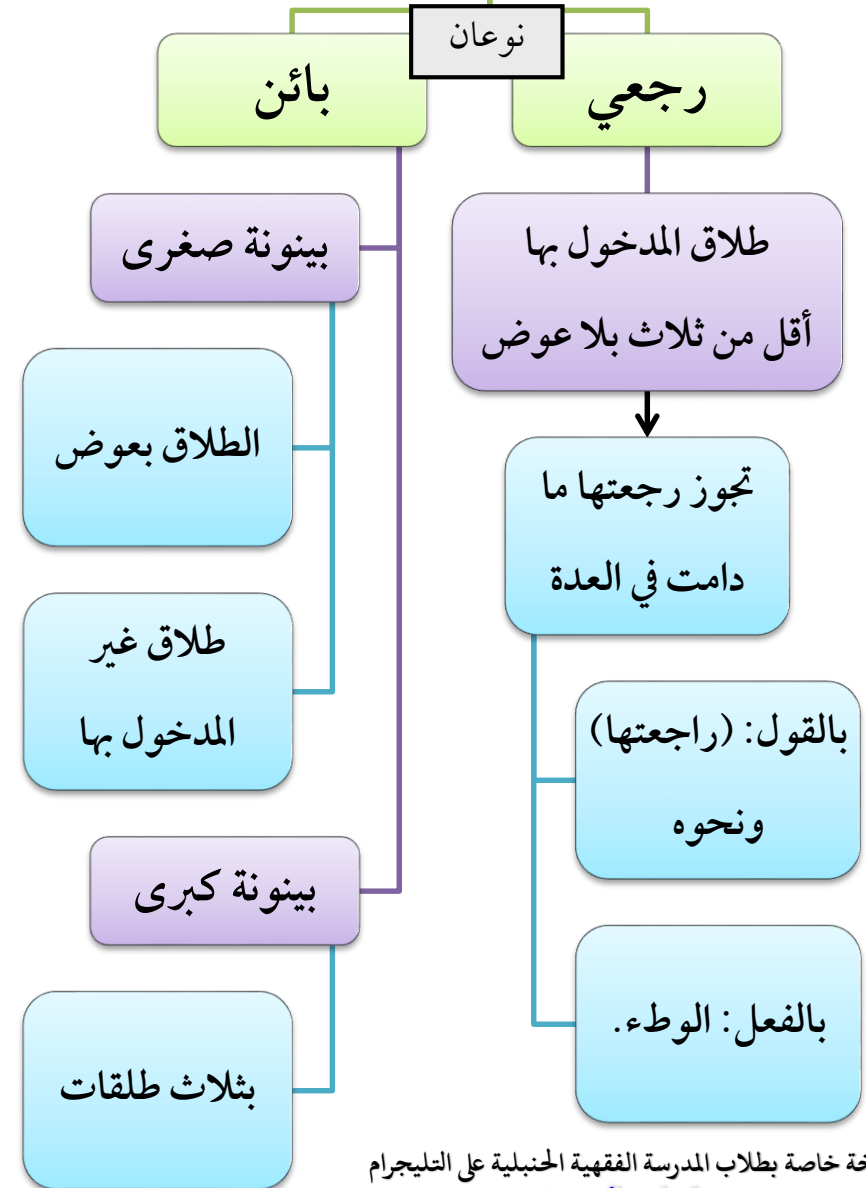 نوعان
رجعي
طلاق المدخول بها
أقل من ثلاث بلا عوض
تجوز رجعتها ما
دامت في العدة
بالقول: (راجعتها)
ونحوه
بالفعل: الوطء.
بائن
بينونة صغرى
الطلاق بعوض
طلاق غير
المدخول بها
بينونة كبرى
بثلاث طلقات
خاصة بطلاب المدرسة الفقهية الحنبلية على التليجرام